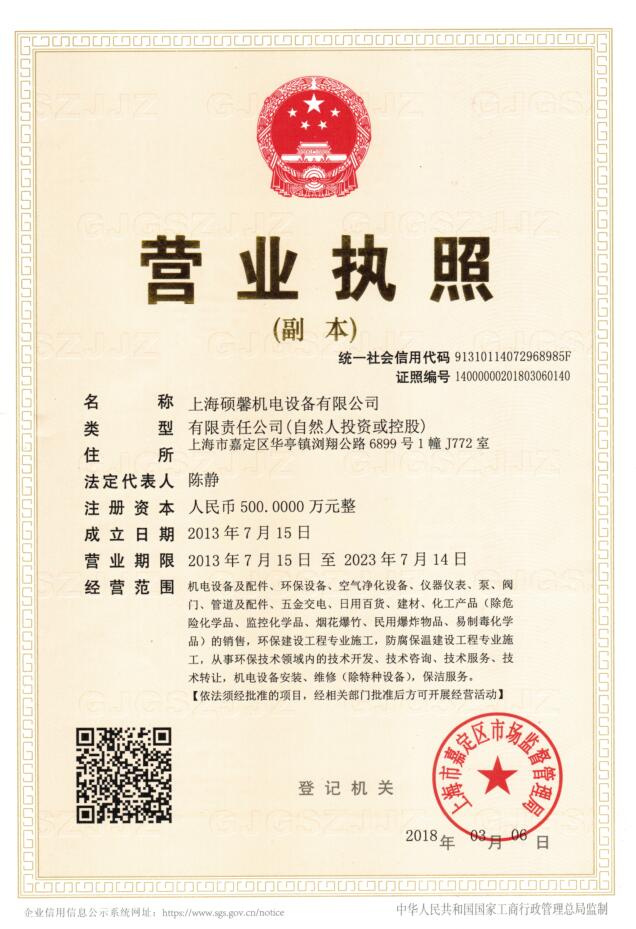 营业执照
(副 本)
统一社会信用代码 91310114072968985F
证照编号 14000000201803060140
名 称 上海硕馨机电设备有限公司
类 型 有限责任公司(自然人投资或控股)
住 所 上海市嘉定区华亭镇浏翔公路 6899 号 1 幢 J772 室
法定代表人 陈静
注册资本 人民币 500.0000 万元整
成立日期 2013 年 7 月 15 日
营业期限 2013 年 7 月 15 日 至 2023 年 7 月 14 日
经营范围 机电设备及配件、环保设备、空气净化设备、仪器仪表、泵、阀
门、管道及配件、五金交电、日用百货、建材、化工产品（除危
险化学品、监控化学品、烟花爆竹、民用爆炸物品、易制毒化学
品）的销售，环保建设工程专业施工，防腐保温建设工程专业施
工，从事环保技术领域内的技术开发、技术咨询、技术服务、技
术转让，机电设备安装、维修（除特种设备），保洁服务。
【依法须经批准的项目，经相关部门批准后方可开展经营活动】
登记机关
上海市嘉定区市场监督管理局
2018 年 03 月 06 日
企业信用信息公示系统网址：https://www.sgs.gov.cn/notice
中华人民共和国国家工商行政管理总局监制
GJGSZJJZ